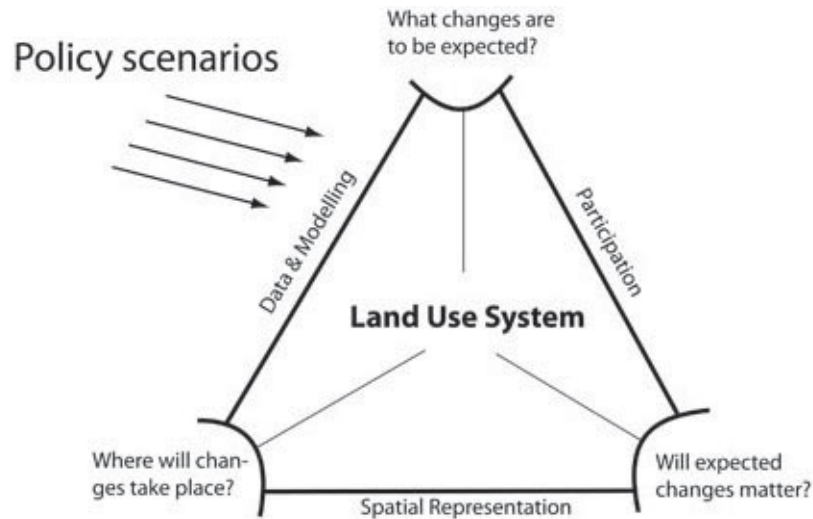 What changes are
to be expected?
Policy scenarios
Data & Modelling
Participation
Land Use System
Where will chan-
ges take place?
Will expected
changes matter?
Spatial Representation